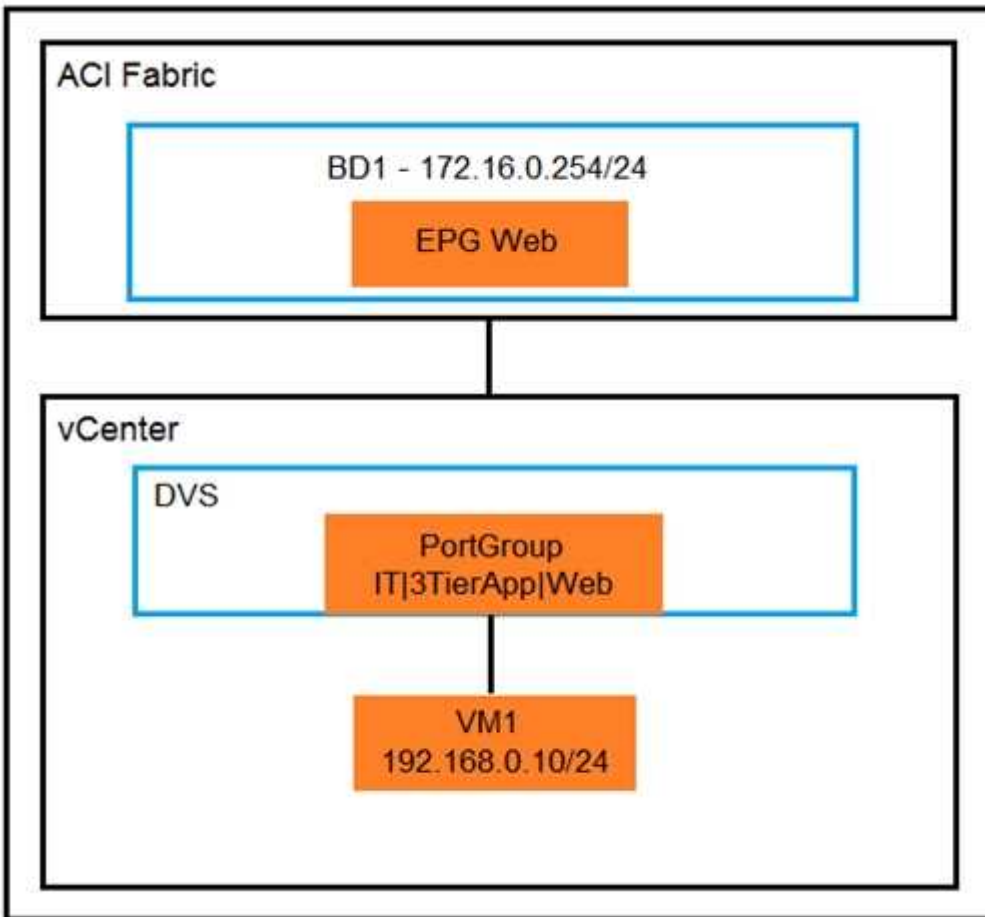 ACI Fabric
BD1 - 172.16.0.254/24
EPG Web
vCenter
DVS
PortGroup
IT|3TierApp|Web
VM1
192.168.0.10/24